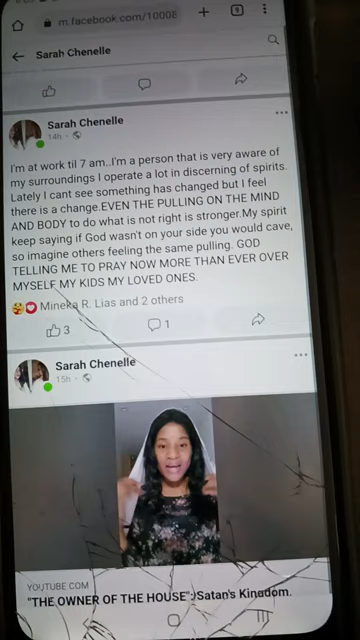 m.facebook.com/10008
9
Sarah Chenelle
Sarah Chenelle
14h
I'm at work til 7 am..I'm a person that is very aware of
my surroundings I operate a lot in discerning of spirits.
Lately I cant see something has changed but I feel
there is a change.EVEN THE PULLING ON THE MIND
AND BODY to do what is not right is stronger.My spirit
keep saying if God wasn't on your side you would cave,
so imagine others feeling the same pulling. GOD
TELLING ME TO PRAY NOW MORE THAN EVER OVER
MYSELF MY KIDS MY LOVED ONES.
Mineka R. Lias and 2 others
3
1
Sarah Chenelle
15h
YOUTUBE.COM
"THE OWNER OF THE HOUSE":)Satan's Kingdom.